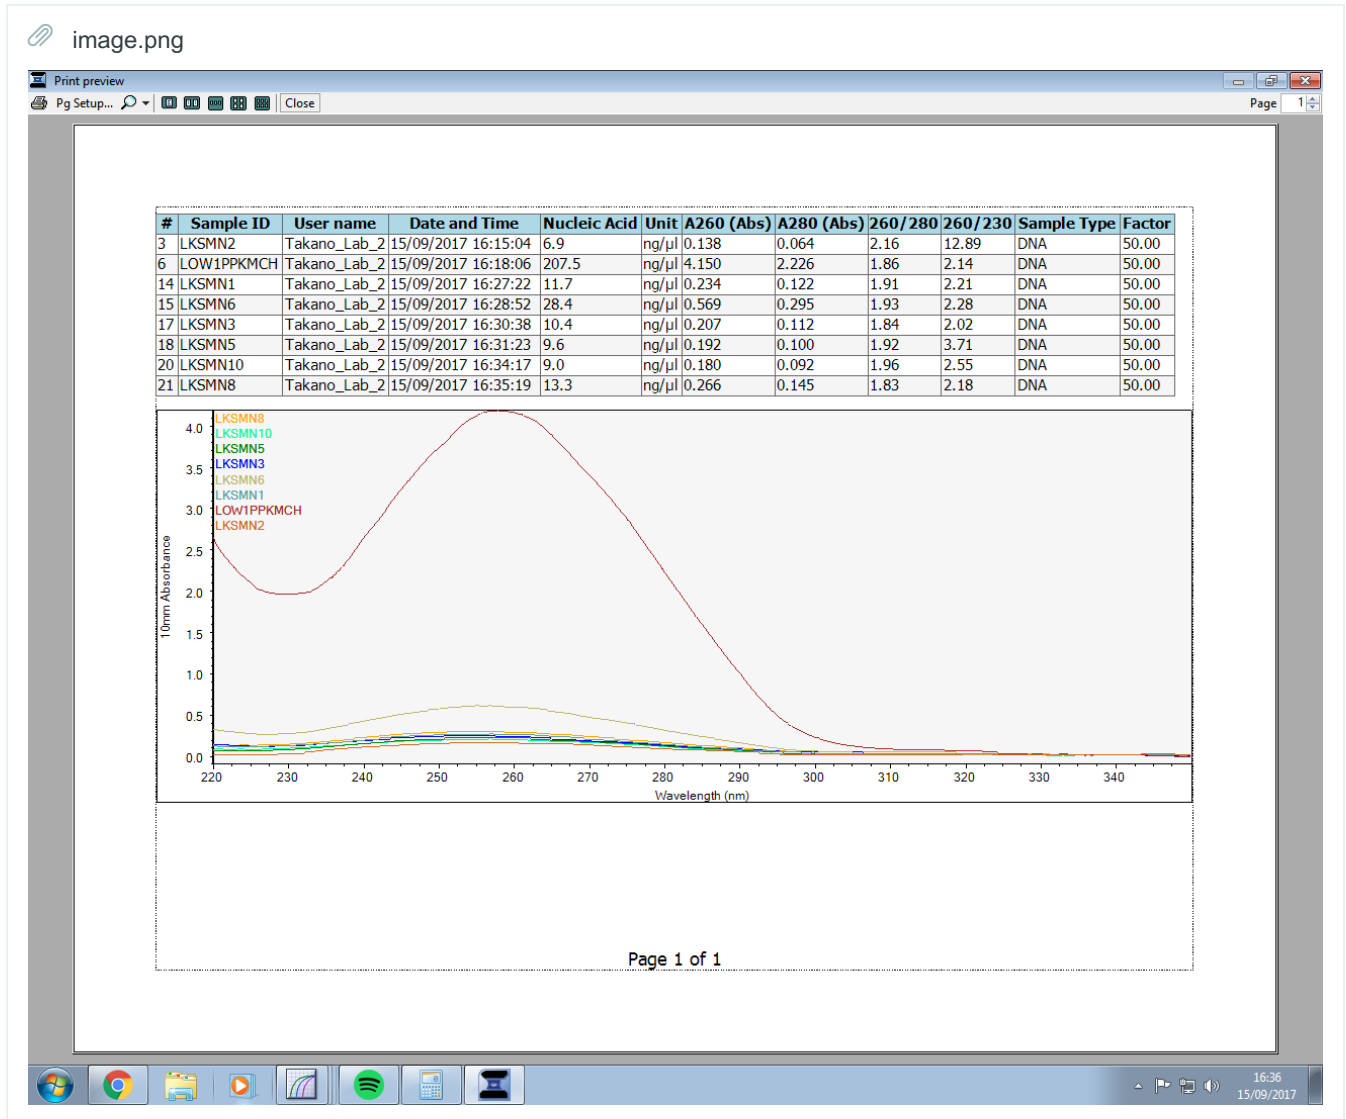 image.png
Print preview
Pg Setup... Close Page 1
# Sample ID User name Date and Time Nucleic Acid Unit A260 (Abs) A280 (Abs) 260/280 260/230 Sample Type Factor
3 LKSMN2 Takano_Lab_2 15/09/2017 16:15:04 6.9 ng/µl 0.138 0.064 2.16 12.89 DNA 50.00
6 LOW1PPKMCH Takano_Lab_2 15/09/2017 16:18:06 207.5 ng/µl 4.150 2.226 1.86 2.14 DNA 50.00
14 LKSMN1 Takano_Lab_2 15/09/2017 16:27:22 11.7 ng/µl 0.234 0.122 1.91 2.21 DNA 50.00
15 LKSMN6 Takano_Lab_2 15/09/2017 16:28:52 28.4 ng/µl 0.569 0.295 1.93 2.28 DNA 50.00
17 LKSMN3 Takano_Lab_2 15/09/2017 16:30:38 10.4 ng/µl 0.207 0.112 1.84 2.02 DNA 50.00
18 LKSMN5 Takano_Lab_2 15/09/2017 16:31:23 9.6 ng/µl 0.192 0.100 1.92 3.71 DNA 50.00
20 LKSMN10 Takano_Lab_2 15/09/2017 16:34:17 9.0 ng/µl 0.180 0.092 1.96 2.55 DNA 50.00
21 LKSMN8 Takano_Lab_2 15/09/2017 16:35:19 13.3 ng/µl 0.266 0.145 1.83 2.18 DNA 50.00
LKSMN8
LKSMN10
LKSMN5
LKSMN3
LKSMN6
LKSMN1
LOW1PPKMCH
LKSMN2
4.0
3.5
3.0
2.5
2.0
1.5
1.0
0.5
0.0
10mm Absorbance
220 230 240 250 260 270 280 290 300 310 320 330 340
Wavelength (nm)
Page 1 of 1
16:36
15/09/2017